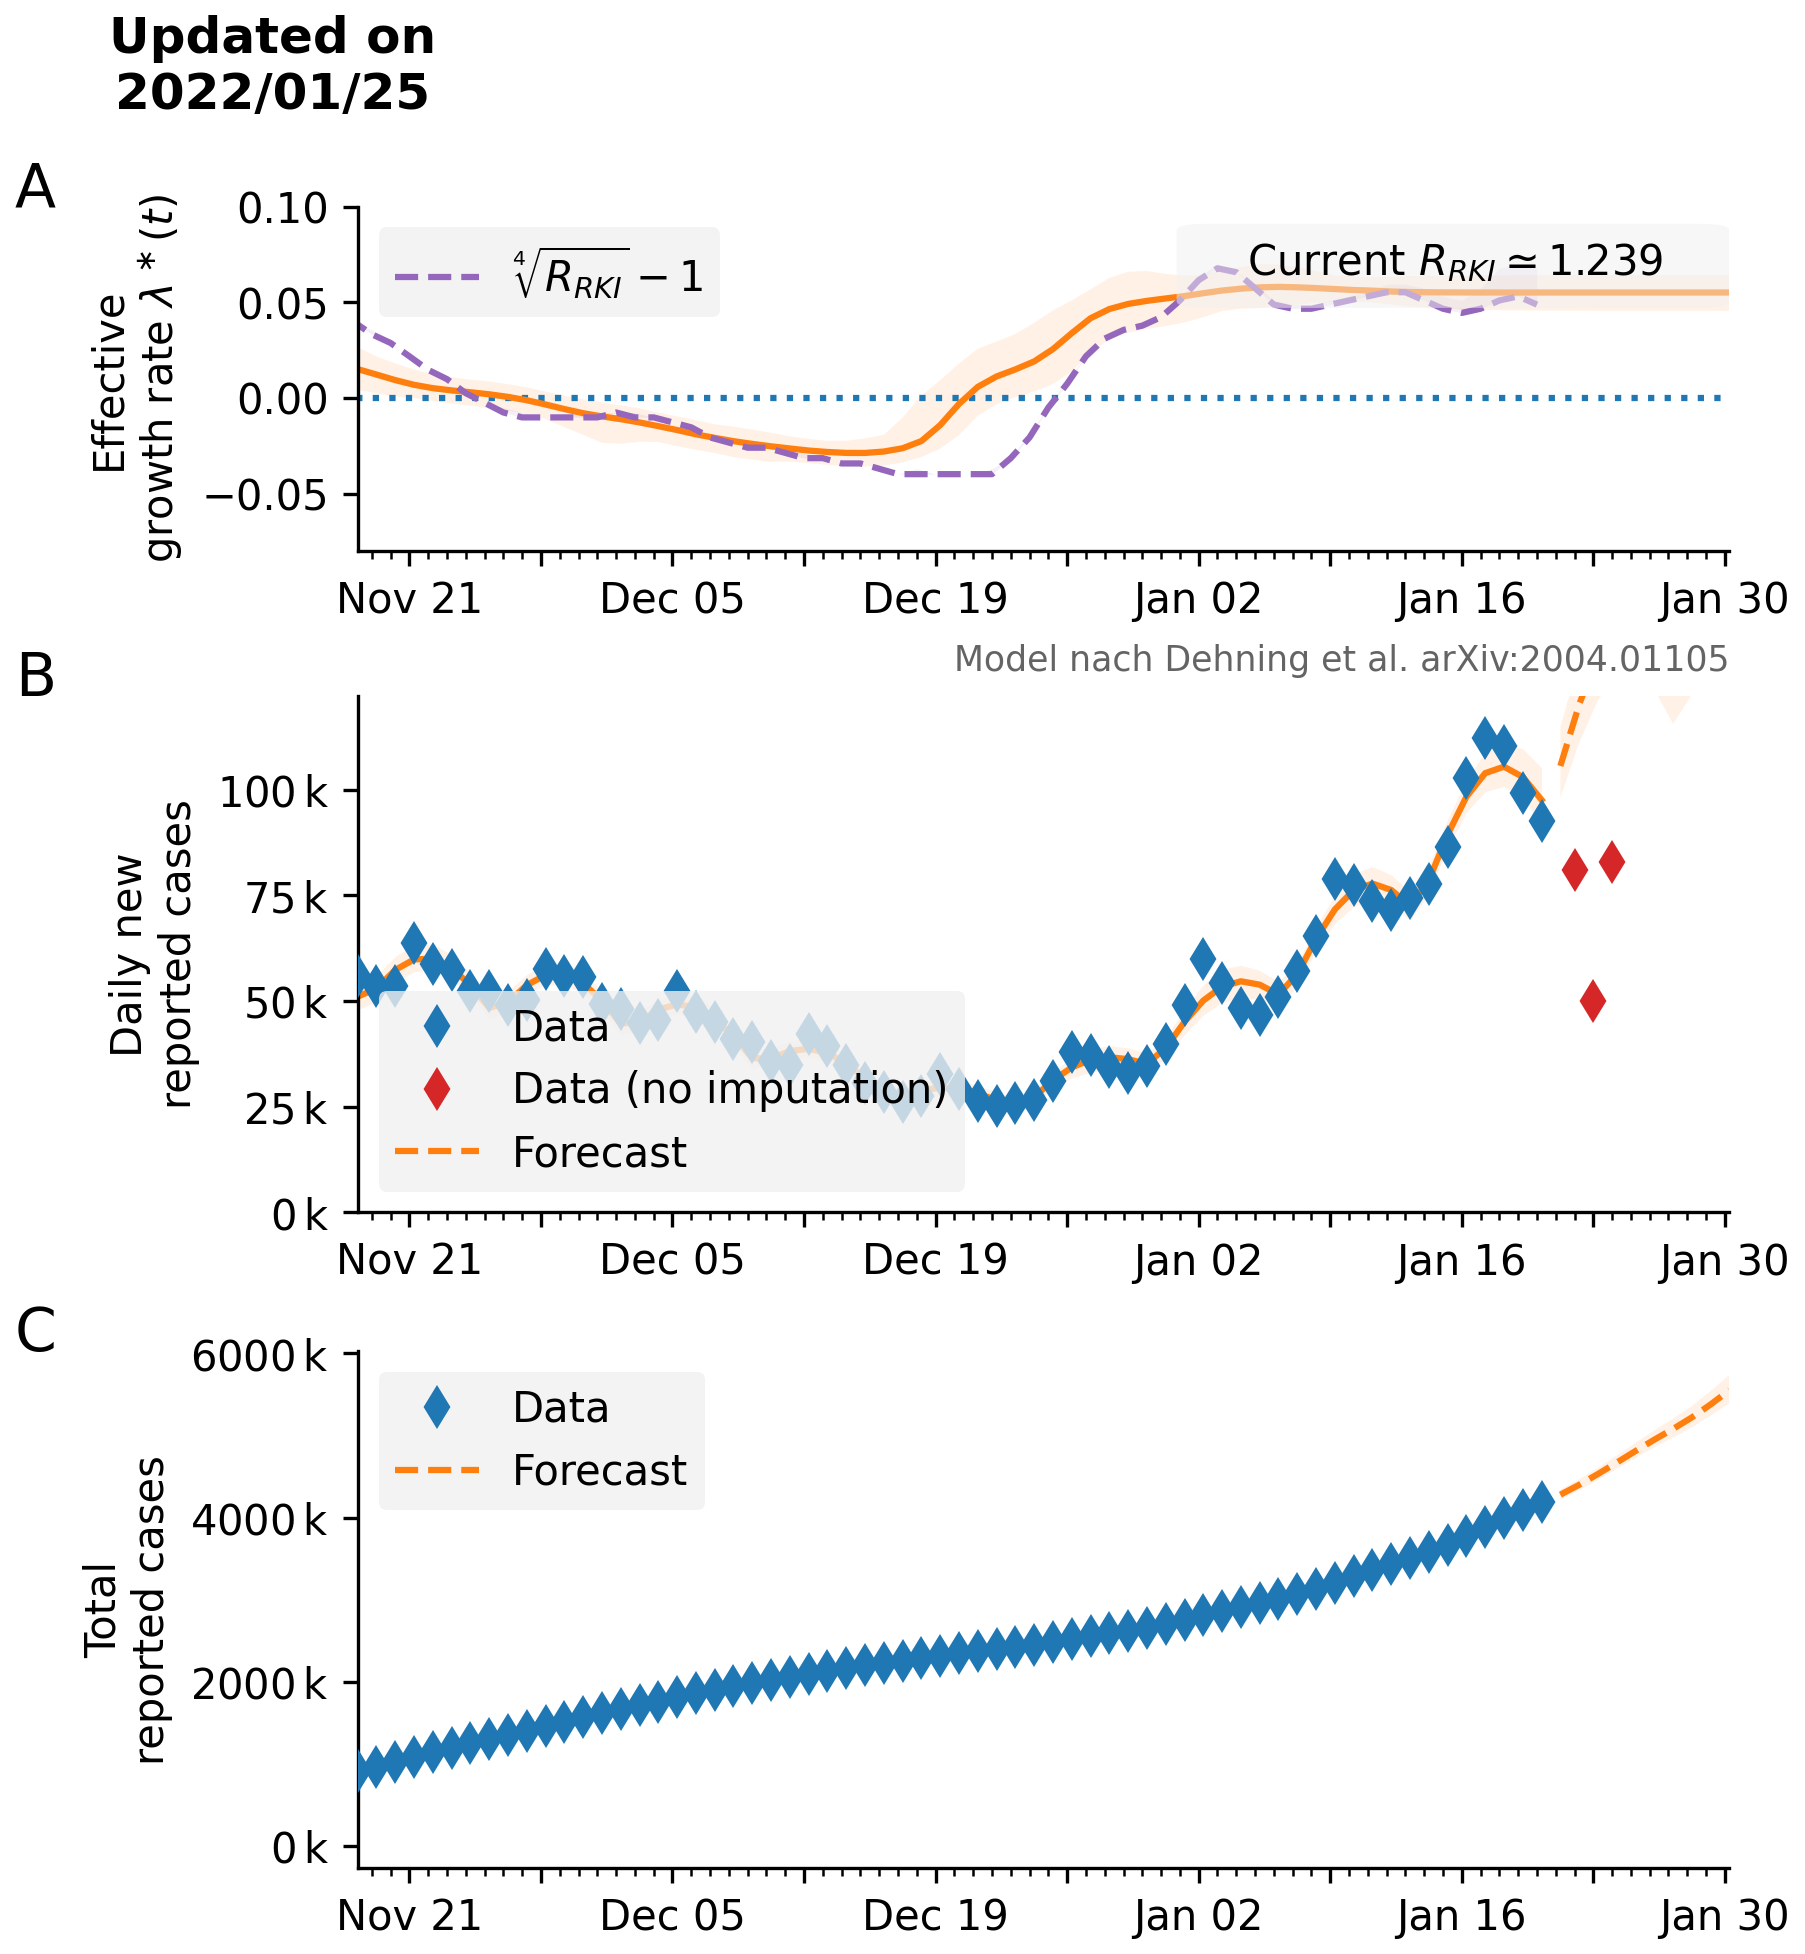 Updated on
2022/01/25
A
Effective
growth rate λ * (t)
0.10
0.05
0.00
−0.05
∜R_RKI − 1
Current R_RKI ≃ 1.239
Nov 21 Dec 05 Dec 19 Jan 02 Jan 16 Jan 30
Model nach Dehning et al. arXiv:2004.01105
B
Daily new
reported cases
100 k
75 k
50 k
25 k
0 k
Data
Data (no imputation)
Forecast
Nov 21 Dec 05 Dec 19 Jan 02 Jan 16 Jan 30
C
Total
reported cases
6000 k
4000 k
2000 k
0 k
Data
Forecast
Nov 21 Dec 05 Dec 19 Jan 02 Jan 16 Jan 30